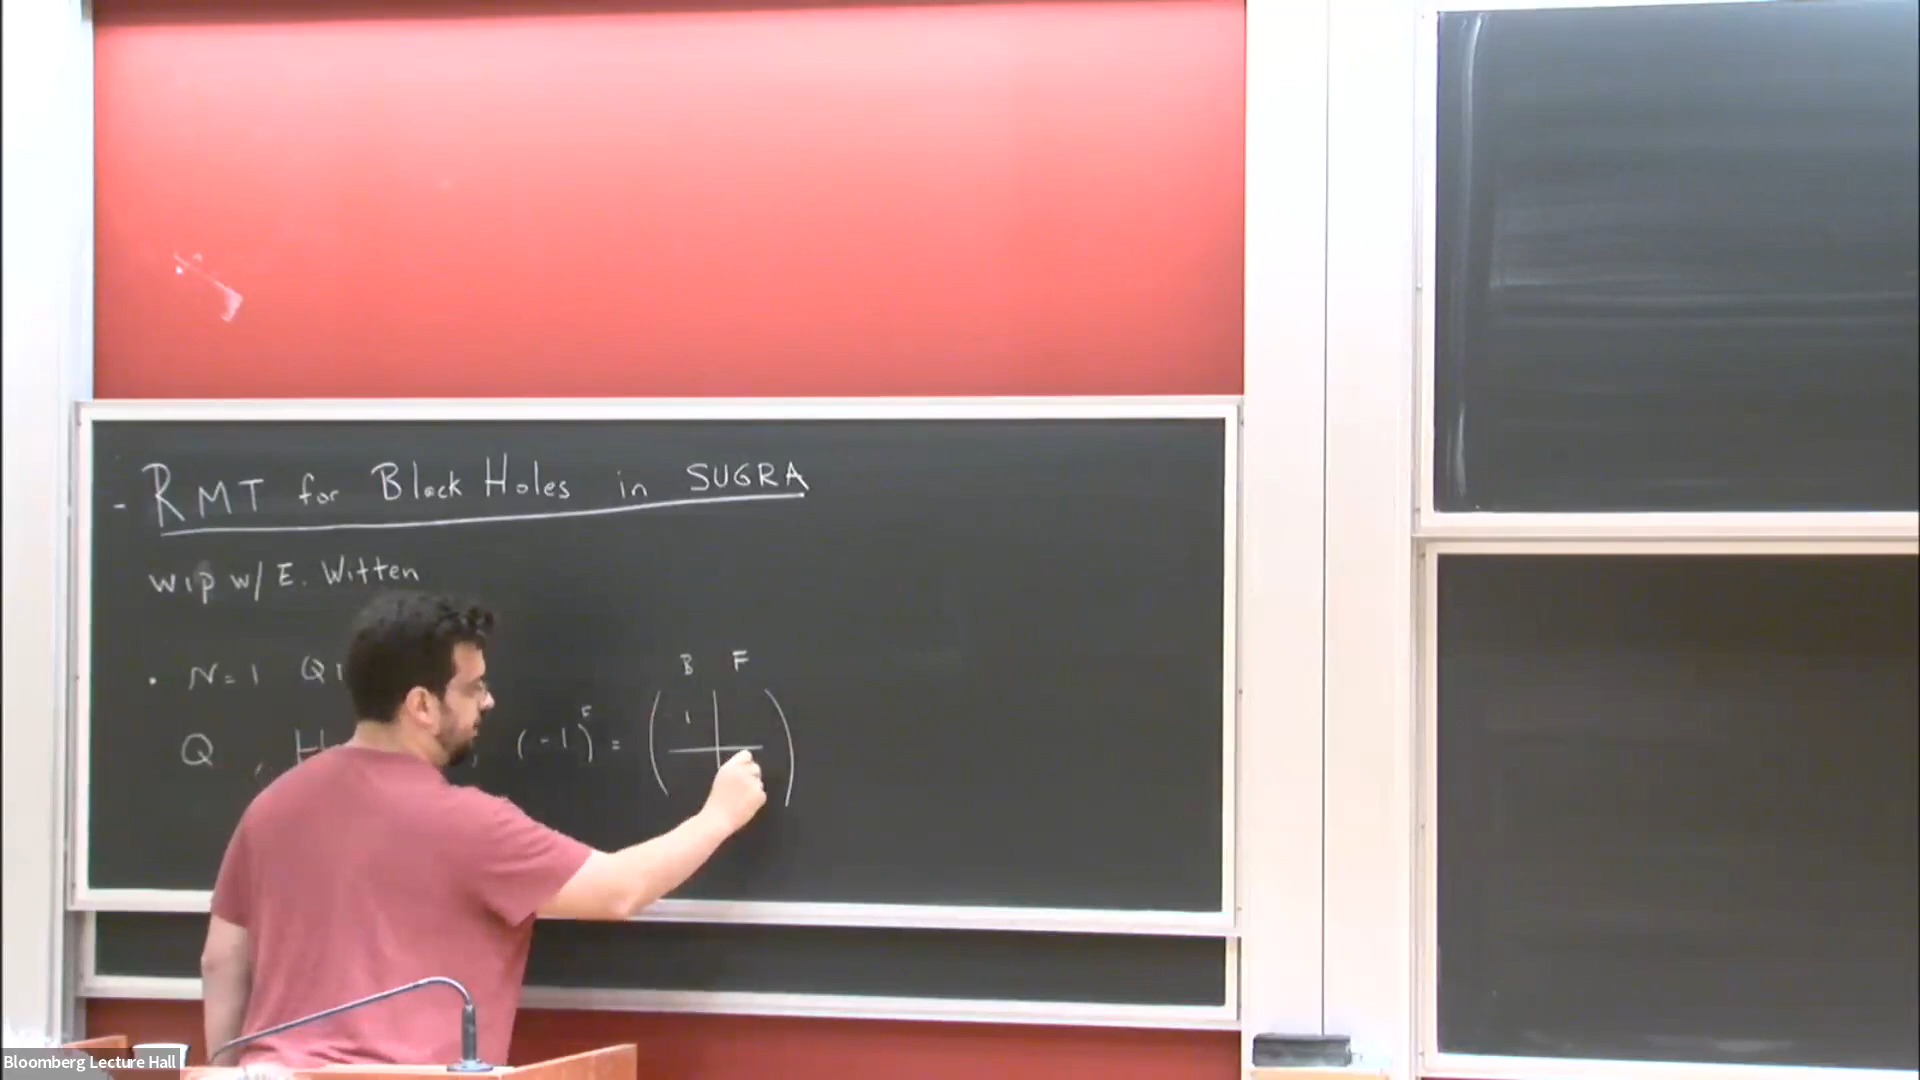 - RMT for Black Holes in SUGRA
WIP w/ E. Witten
• N=1 Q
B F
Q , H , (-1)^F = ( 1 )
Bloomberg Lecture Hall